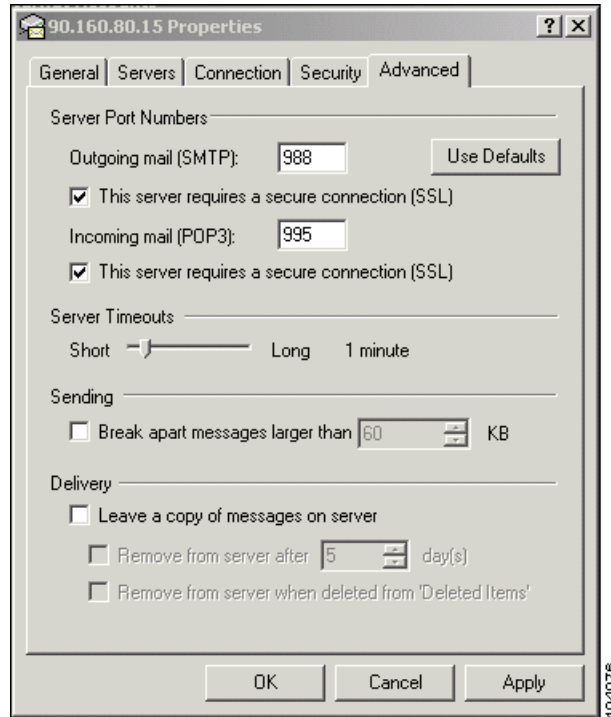 90.160.80.15 Properties
General Servers Connection Security Advanced
Server Port Numbers
Outgoing mail (SMTP): 988 Use Defaults
This server requires a secure connection (SSL)
Incoming mail (POP3): 995
This server requires a secure connection (SSL)
Server Timeouts
Short Long 1 minute
Sending
Break apart messages larger than 60 KB
Delivery
Leave a copy of messages on server
Remove from server after 5 day(s)
Remove from server when deleted from 'Deleted Items'
OK Cancel Apply